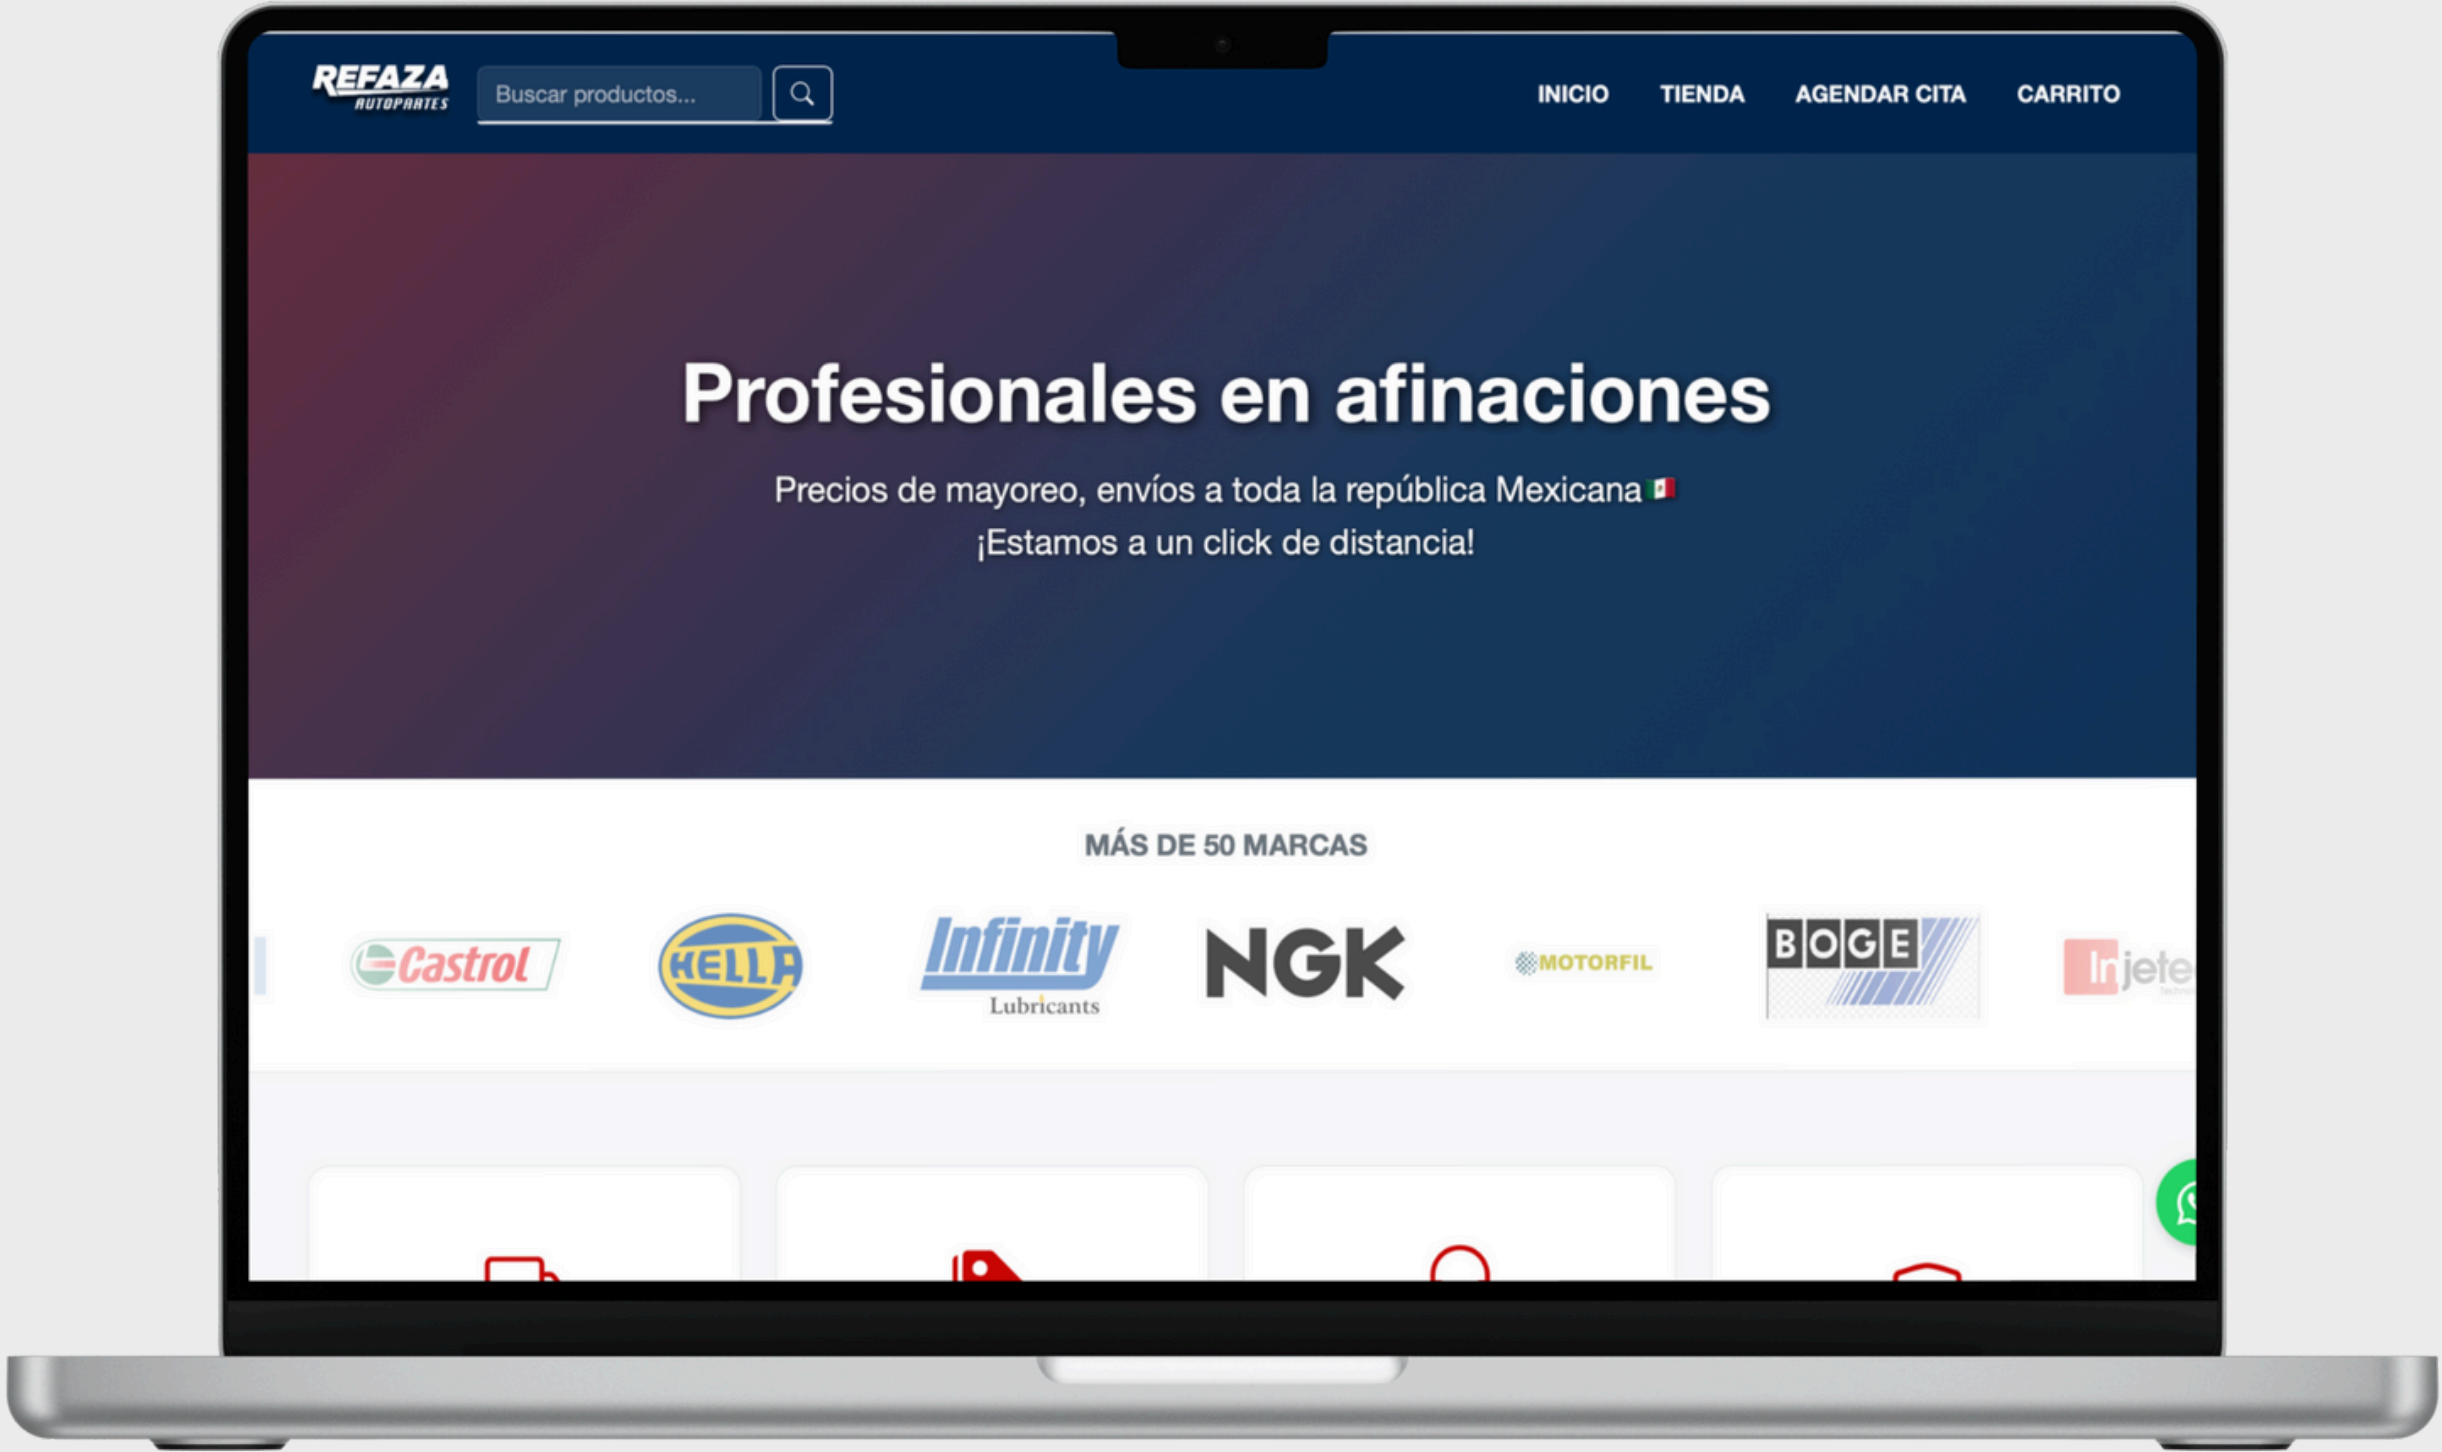 REFAZA
AUTOPARTES
Buscar productos...
INICIO
TIENDA
AGENDAR CITA
CARRITO
Profesionales en afinaciones
Precios de mayoreo, envíos a toda la república Mexicana🇲🇽
¡Estamos a un click de distancia!
MÁS DE 50 MARCAS
Castrol
HELLA
Infinity
Lubricants
NGK
MOTORFIL
BOGE
Injete